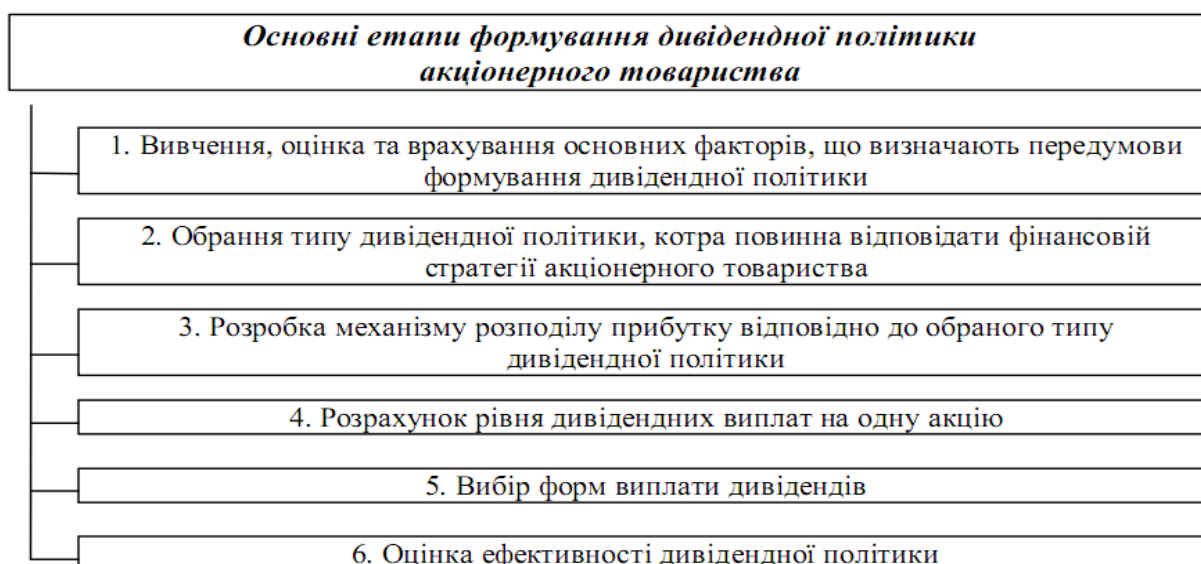 Основні етапи формування дивідендної політики
акціонерного товариства
1. Вивчення, оцінка та врахування основних факторів, що визначають передумови
формування дивідендної політики
2. Обрання типу дивідендної політики, котра повинна відповідати фінансовій
стратегії акціонерного товариства
3. Розробка механізму розподілу прибутку відповідно до обраного типу
дивідендної політики
4. Розрахунок рівня дивідендних виплат на одну акцію
5. Вибір форм виплати дивідендів
6. Оцінка ефективності дивідендної політики